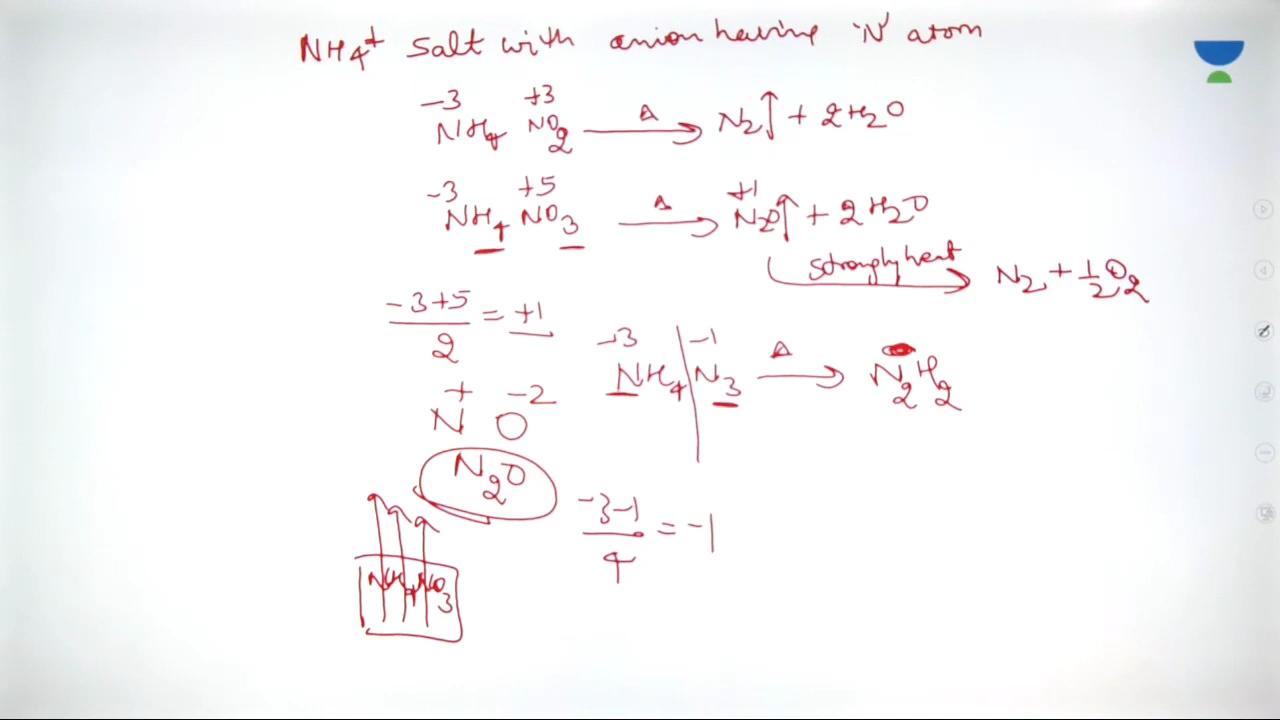 NH4+ Salt with anion having 'N' atom
-3 +3
NH4 NO2 Δ→ N2↑ + 2H2O
-3 +5 +1
NH4 NO3 Δ→ N2O↑ + 2H2O
Strongly heat → N2 + 1/2 O2
-3+5/2 = +1
-3 -1
NH4 | N3 Δ→ N2H2
+ -2
N O
N2O
-3-1/4 = -1
NH4NO3